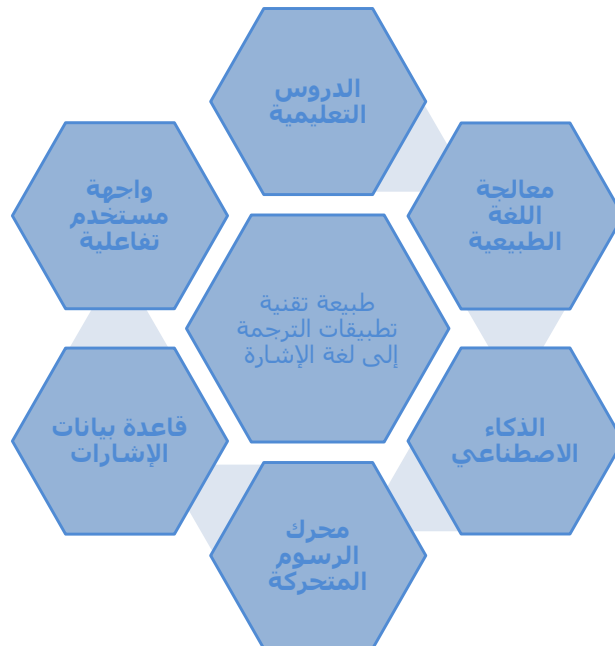 الدروس
التعليمية
معالجة
اللغة
الطبيعية
الذكاء
الاصطناعي
محرك
الرسوم
المتحركة
قاعدة بيانات
الإشارات
واجهة
مستخدم
تفاعلية
طبيعة تقنية
تطبيقات الترجمة
إلى لغة الإشارة